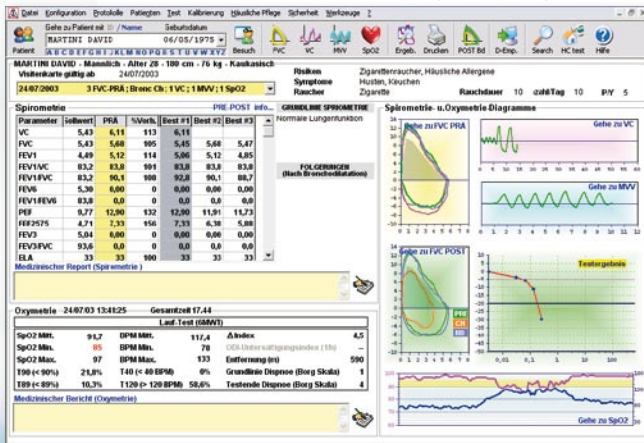 Datei Konfiguration Protokolle Patienten Test Kalibrierung Häusliche Pflege Sicherheit Werkzeuge ?
Gehe zu Patient mit ID / Name Geburtsdatum
MARTINI DAVID 06/05/1975
A B C D E F G H I J K L M N O P Q R S T U V W X Y Z
Patient Besuch FVC VC MVV SpO2 Ergeb. Drucken POST Bd D-Emp. Search HC test Hilfe
MARTINI DAVID - Männlich - Alter 28 - 180 cm - 76 kg - Kaukasisch
Visitenkarte gültig ab 24/07/2003
24/07/2003 3 FVC-PRÄ ; Bronc Ch ; 1 VC ; 1 MVV ; 1 SpO2
Risiken Zigarettenraucher, Häusliche Allergene
Symptome Husten, Keuchen
Raucher Zigarette Rauchdauer 10 zahl/Tag 10 P/Y 5
Spirometrie PRE-POST info...
Parameter Sollwert PRÄ %Vorh. Best #1 Best #2 Best #3
VC 5,43 6,11 113 6,11
FVC 5,43 5,68 105 5,45 5,68 5,47
FEV1 4,49 5,12 114 5,06 5,12 4,85
FEV1/VC 83,2 83,8 101 83,8 83,8 83,8
FEV1/FVC 83,2 90,1 108 92,8 90,1 88,7
FEV6 5,30 6,00 0 0,00 0,00 0,00
FEV1/FEV6 83,8 0,0 0 0,0 0,0 0,0
PEF 9,77 12,90 132 12,90 11,91 11,73
FEF2575 4,71 7,33 156 7,33 6,38 5,88
FEV3 5,04 6,00 0 0,00 0,00 0,00
FEV3/FVC 93,6 0,0 0 0,0 0,0 0,0
ELA 33 33 100 33 33 33
Medizinischer Report (Spirometrie )
GRUNDLINIE SPIROMETRIE
Normale Lungenfunktion
FOLGERUNGEN
(Nach Bronchodilatation)
Spirometrie- u.Oxymetrie-Diagramme
Gehe zu FVC PRÄ
Gehe zu VC
Gehe zu MVV
Gehe zu FVC POST
PRE
CH
BD
Testergebnis
0,01 0,1 1 10 100
Gehe zu SpO2
Oxymetrie 24/07/03 13:41:25 Gesamtzeit 17.44
Lauf-Test (6MWT)
SpO2 Mitt. 91,7 BPM Mitt. 117,4 Δ Index 4,5
SpO2 Min. 85 BPM Min. 78 ODI-Untersättigungsindex (1h) --
SpO2 Max. 97 BPM Max. 133 Entfernung (m) 590
T90 (< 90%) 21,8% T40 (< 40 BPM) 0% Grundlinie Dispnoe (Borg Skala) 1
T89 (< 89%) 10,3% T120 (> 120 BPM) 58,6% Testende Dispnoe (Borg Skala) 4
Medizinischer Bericht (Oxymetrie)